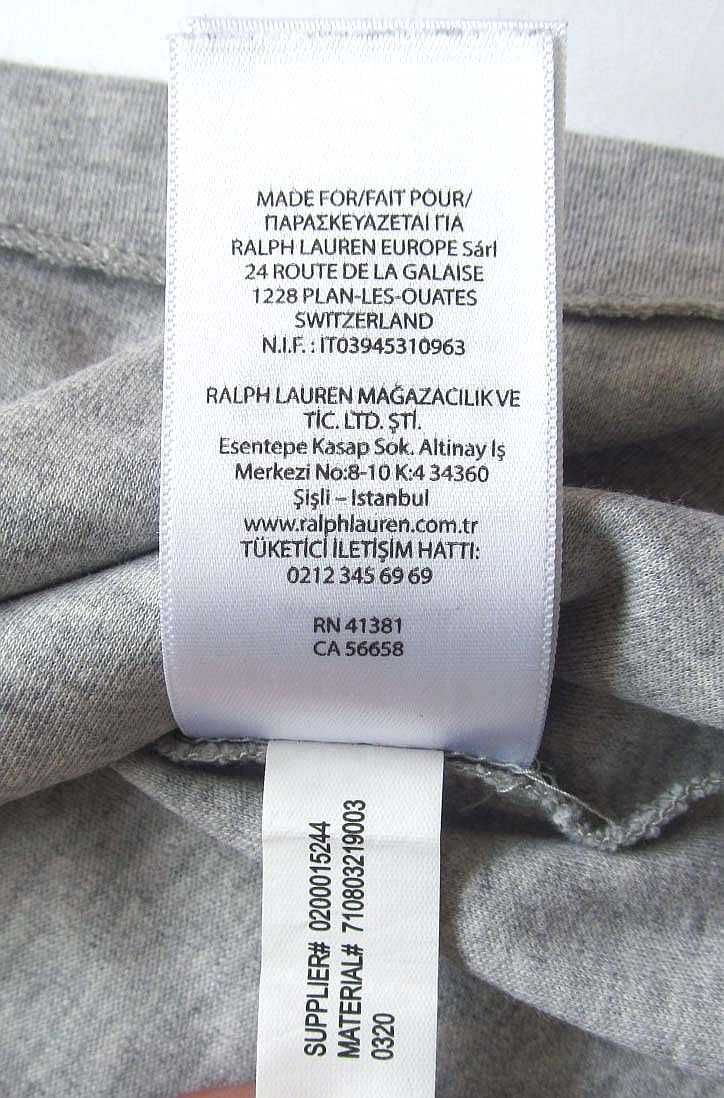 MADE FOR/FAIT POUR/
ΠΑΡΑΣΚΕΥΑΖΕΤΑΙ ΓΙΑ
RALPH LAUREN EUROPE Sárl
24 ROUTE DE LA GALAISE
1228 PLAN-LES-OUATES
SWITZERLAND
N.I.F. : IT03945310963
RALPH LAUREN MAĞAZACILIK VE
TİC. LTD. ŞTİ.
Esentepe Kasap Sok. Altinay İş
Merkezi No:8-10 K:4 34360
Şişli – Istanbul
www.ralphlauren.com.tr
TÜKETİCİ İLETİŞİM HATTI:
0212 345 69 69
RN 41381
CA 56658
SUPPLIER# 0200015244
MATERIAL# 710803219003
0320